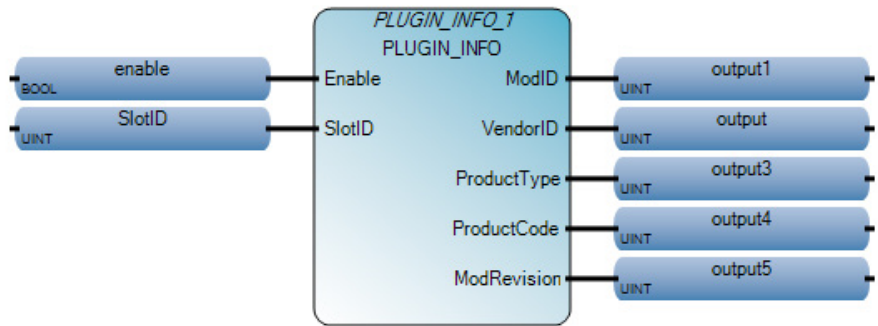 PLUGIN_INFO_1
PLUGIN_INFO
enable
BOOL
Enable
ModID
output1
UINT
SlotID
UINT
SlotID
VendorID
output
UINT
ProductType
output3
UINT
ProductCode
output4
UINT
ModRevision
output5
UINT